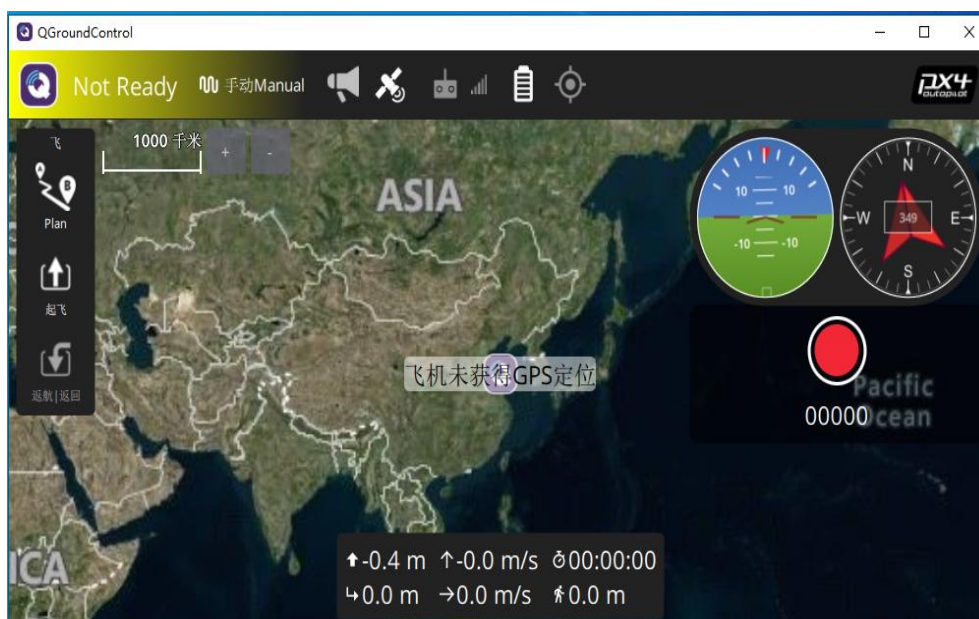 QGroundControl
Not Ready 手动Manual
PX4
autopilot
飞
1000 千米
+ -
Plan
起飞
返航|返回
ASIA
10 10
-10 -10
N
W 349 E
S
飞机未获得GPS定位
00000
Pacific
Ocean
ICA
-0.4 m -0.0 m/s 00:00:00
0.0 m 0.0 m/s 0.0 m
A
B